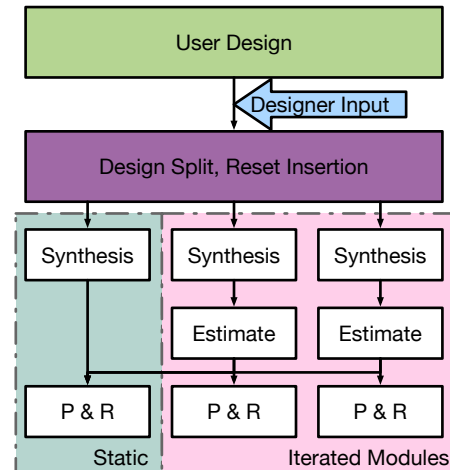 User Design
Designer Input
Design Split, Reset Insertion
Synthesis Synthesis Synthesis
Estimate Estimate
P & R P & R P & R
Static Iterated Modules